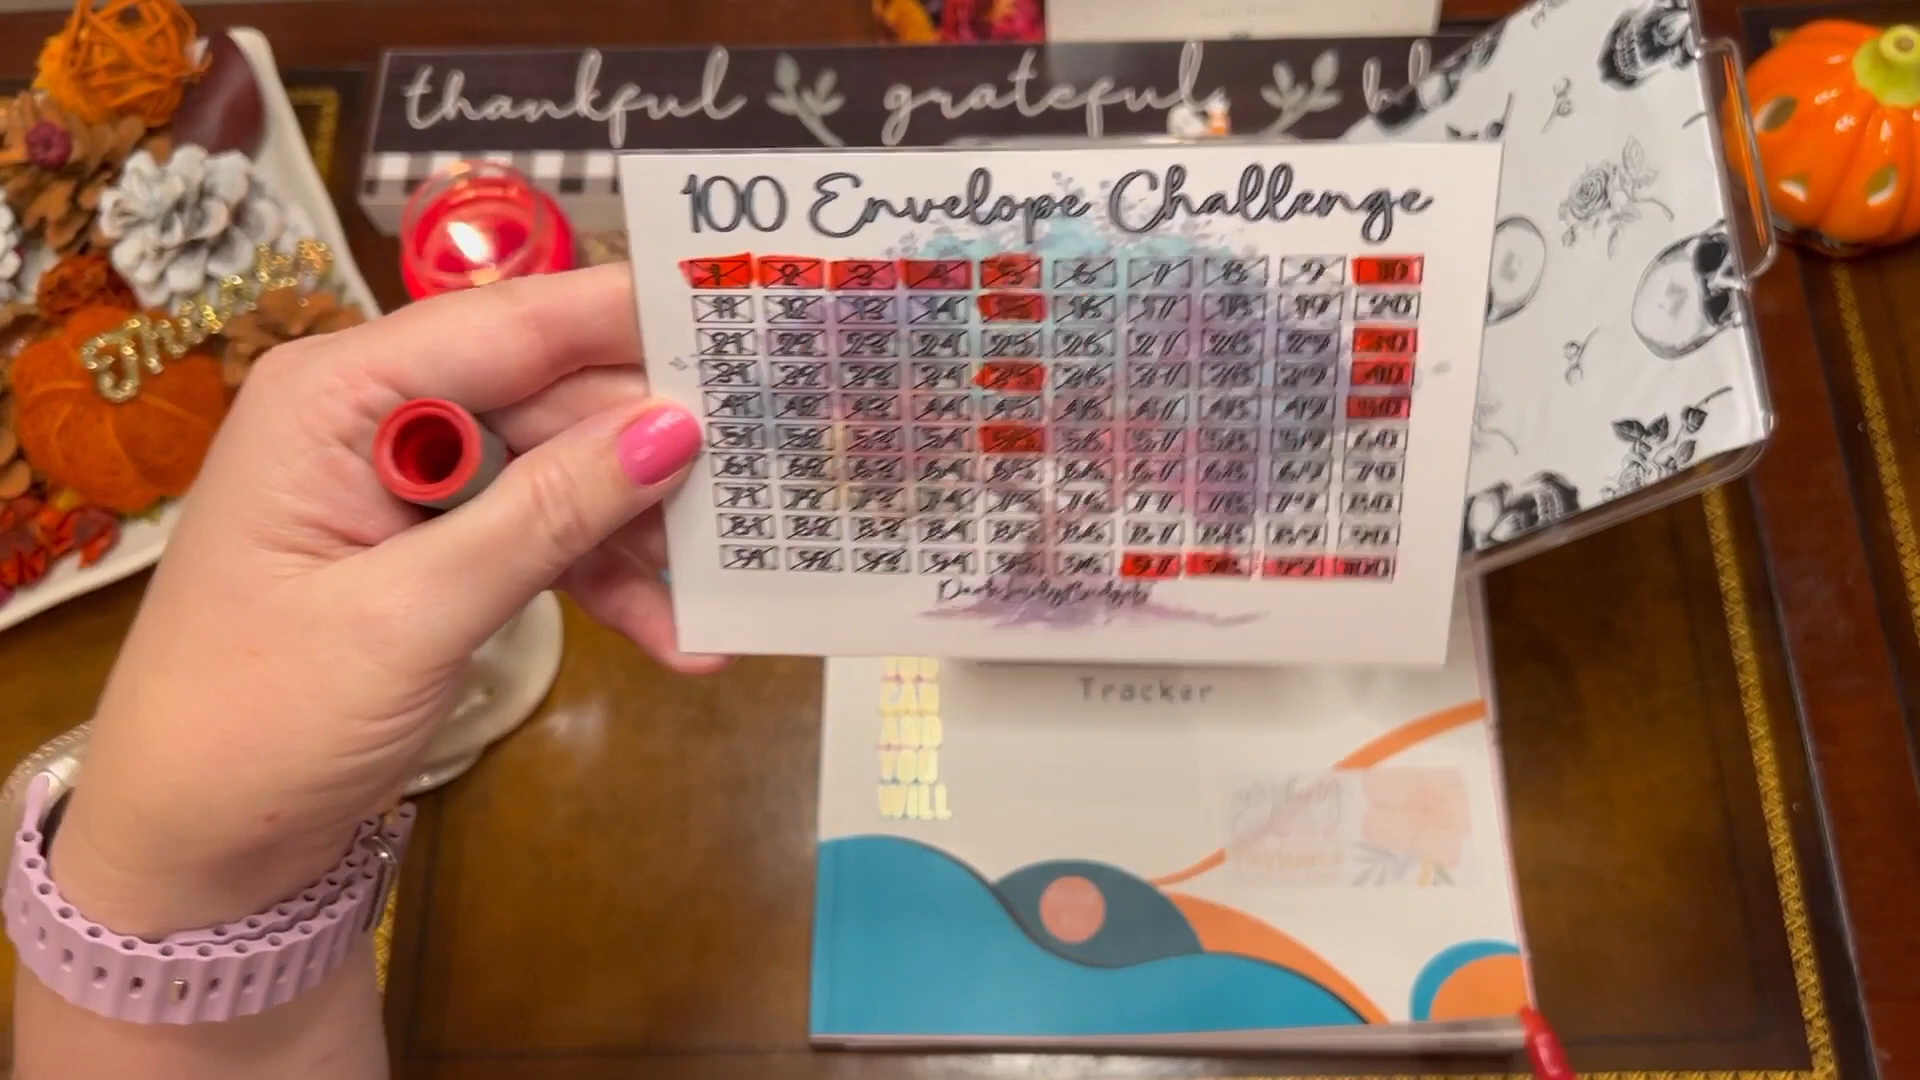 thankful grateful
100 Envelope Challenge
1 2 3 4 5 6 7 8 9 10
11 12 13 14 15 16 17 18 19 20
21 22 23 24 25 26 27 28 29 30
31 32 33 34 35 36 37 38 39 40
41 42 43 44 45 46 47 48 49 50
51 52 53 54 55 56 57 58 59 60
61 62 63 64 65 66 67 68 69 70
71 72 73 74 75 76 77 78 79 80
81 82 83 84 85 86 87 88 89 90
91 92 93 94 95 96 97 98 99 100
Thanks
Tracker
CAN
AND
YOU
WILL